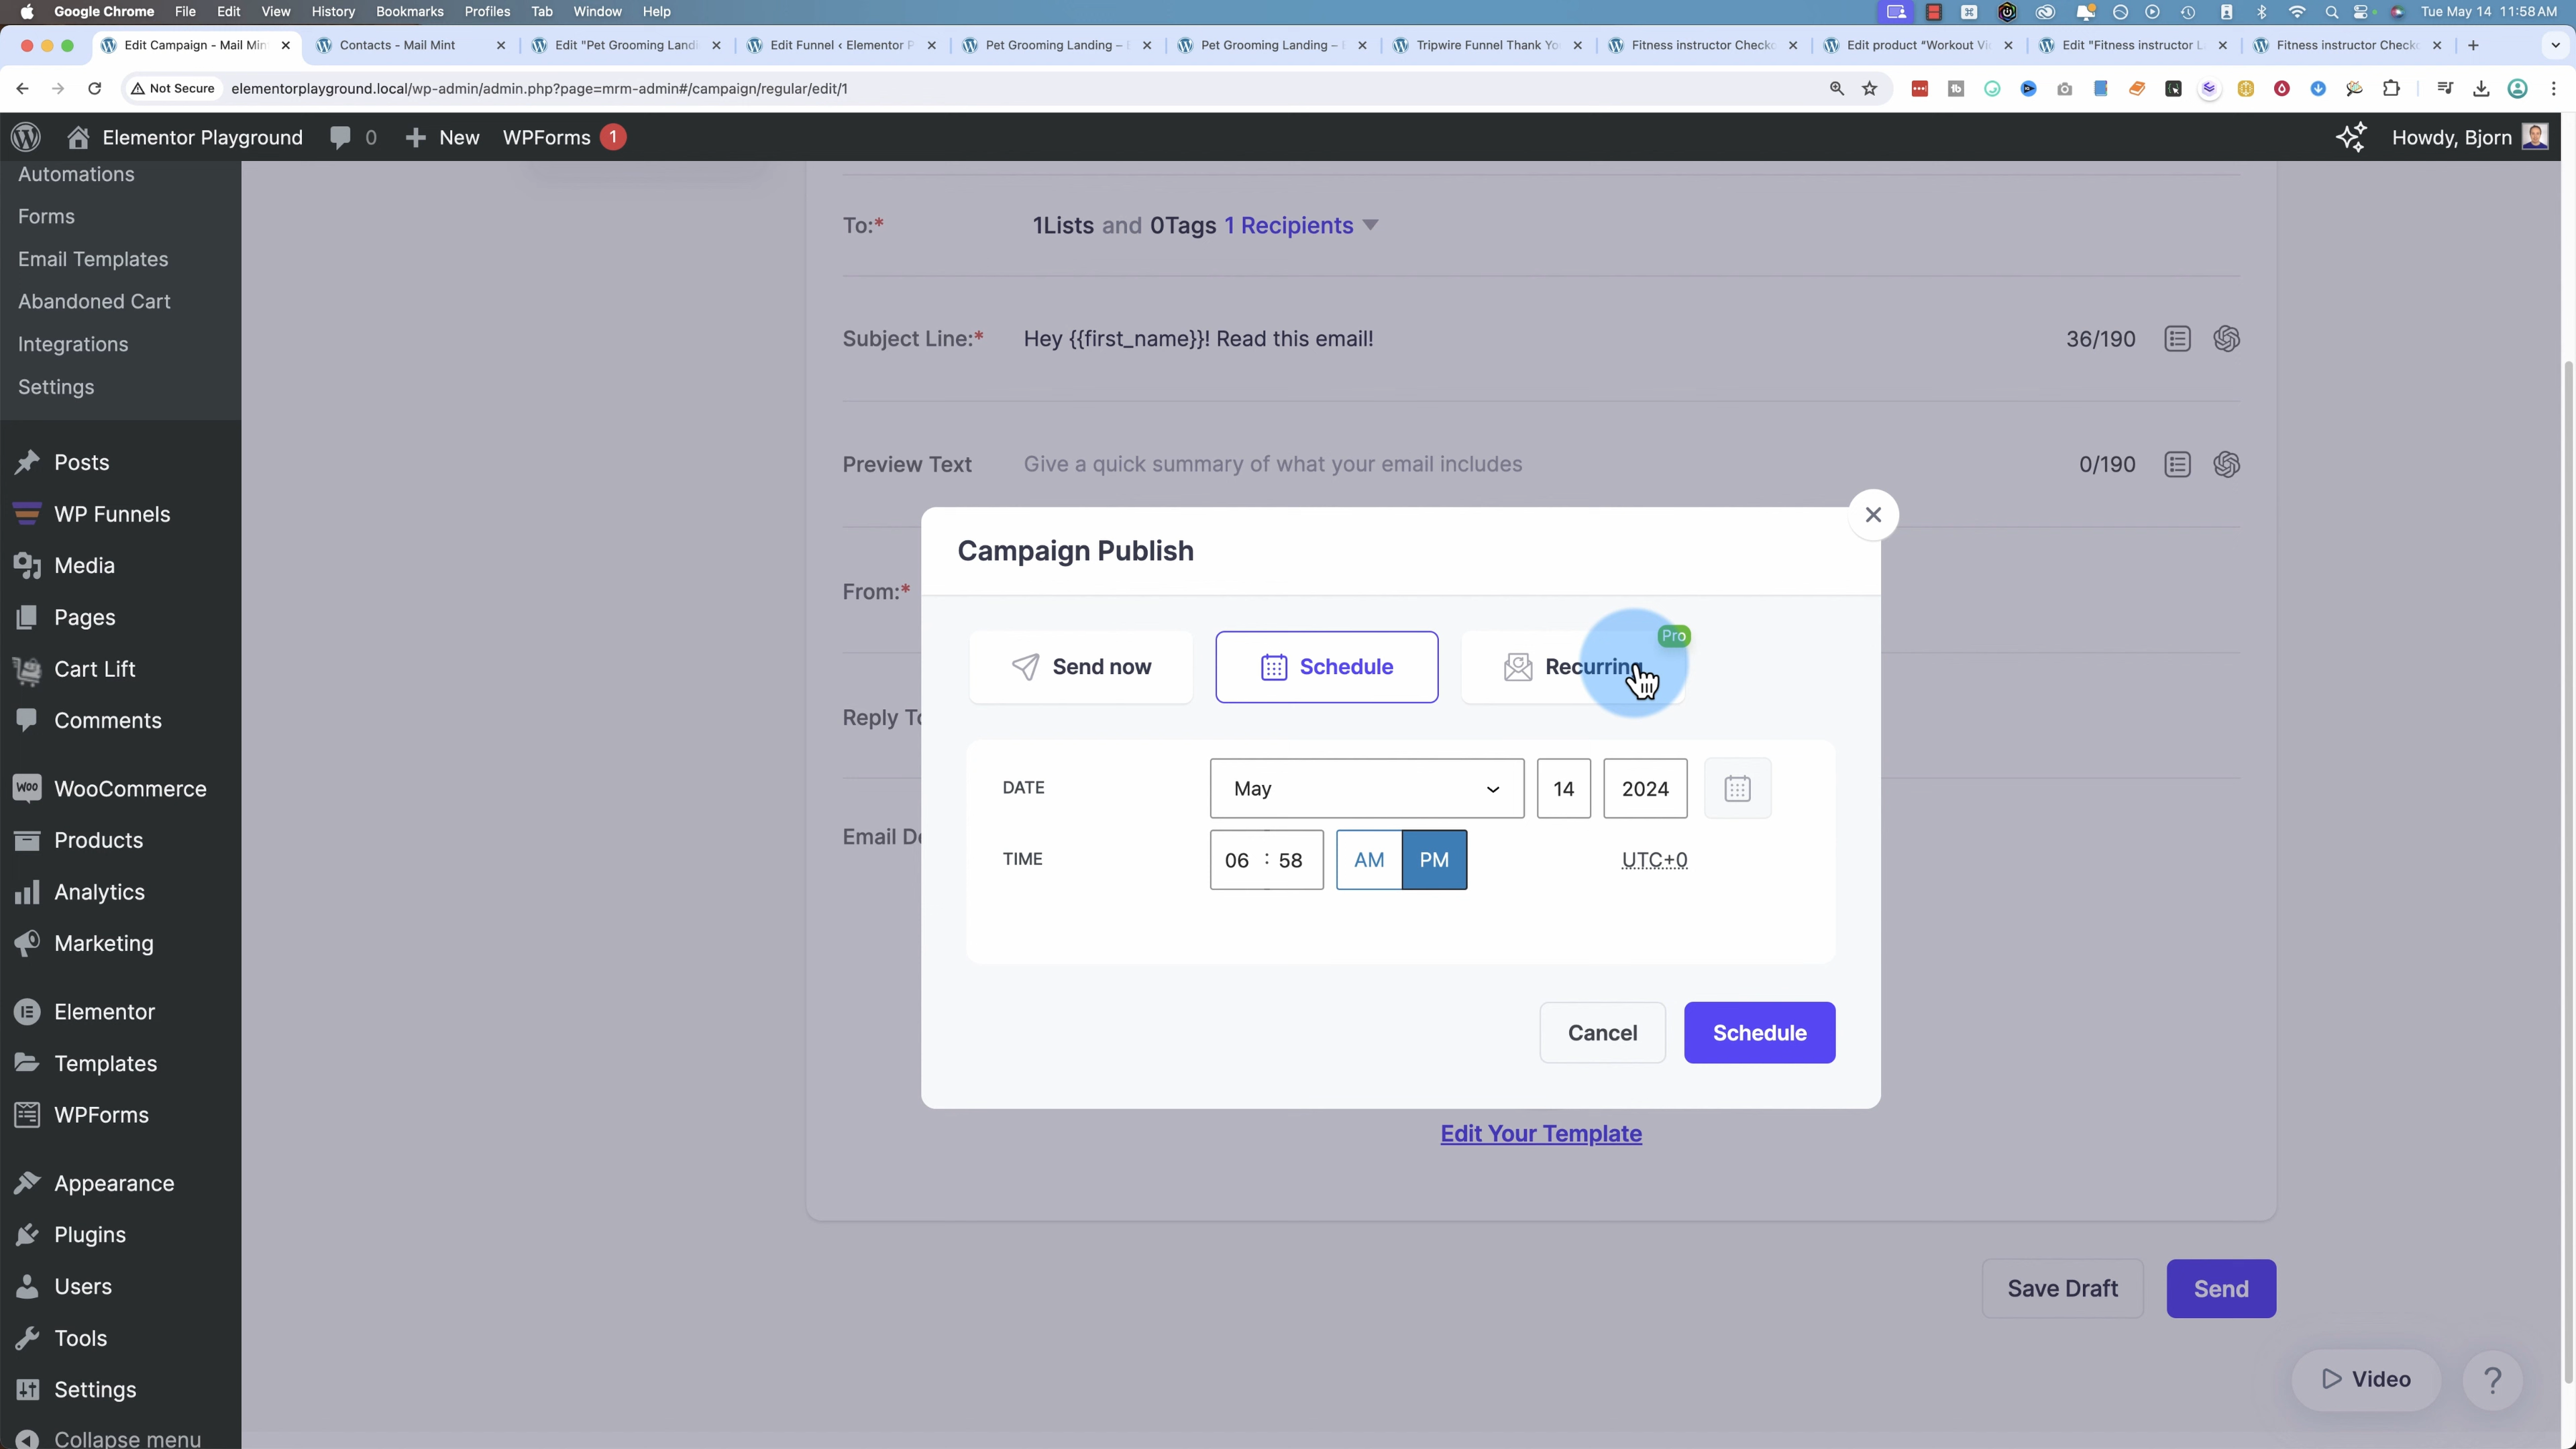 Google Chrome File Edit View History Bookmarks Profiles Tab Window Help Tue May 14 11:58 AM
Edit Campaign - Mail Min Contacts - Mail Mint Edit "Pet Grooming Landi Edit Funnel ‹ Elementor P Pet Grooming Landing – Pet Grooming Landing – Tripwire Funnel Thank Yo Fitness instructor Checko Edit product “Workout Vi Edit "Fitness instructor L Fitness instructor Checko
Not Secure elementorplayground.local/wp-admin/admin.php?page=mrm-admin#/campaign/regular/edit/1
Elementor Playground 0 New WPForms 1 Howdy, Bjorn
Automations
Forms
Email Templates
Abandoned Cart
Integrations
Settings
Posts
WP Funnels
Media
Pages
Cart Lift
Comments
WooCommerce
Products
Analytics
Marketing
Elementor
Templates
WPForms
Appearance
Plugins
Users
Tools
Settings
Collapse menu
To:* 1Lists and 0Tags 1 Recipients
Subject Line:* Hey {{first_name}}! Read this email! 36/190
Preview Text Give a quick summary of what your email includes 0/190
From:*
Reply To
Email De
Campaign Publish
Send now Schedule Recurring Pro
DATE May 14 2024
TIME 06 : 58 AM PM UTC+0
Cancel Schedule
Edit Your Template
Save Draft Send
Video ?